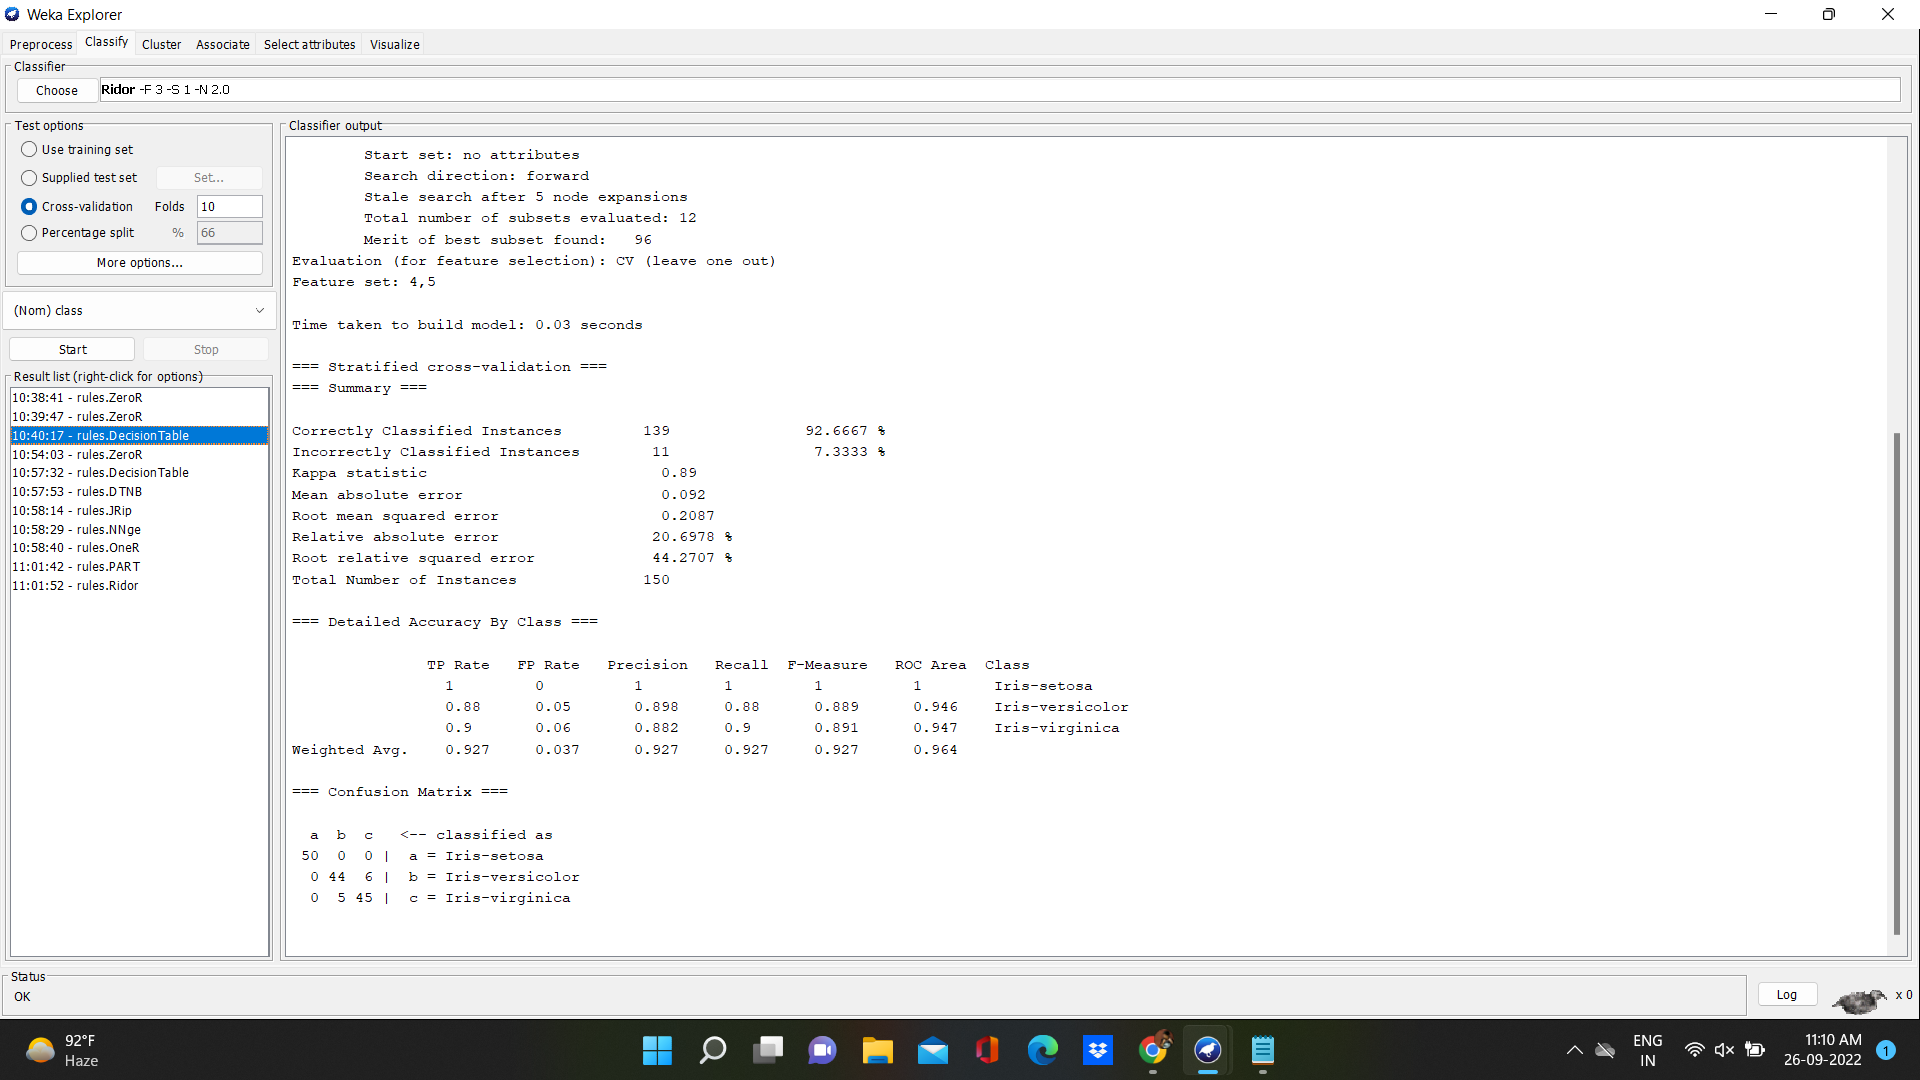 Weka Explorer
Preprocess Classify Cluster Associate Select attributes Visualize
Classifier
Choose Ridor -F 3 -S 1 -N 2.0
Test options
Use training set
Supplied test set Set...
Cross-validation Folds 10
Percentage split % 66
More options...
(Nom) class
Start Stop
Result list (right-click for options)
10:38:41 - rules.ZeroR
10:39:47 - rules.ZeroR
10:40:17 - rules.DecisionTable
10:54:03 - rules.ZeroR
10:57:32 - rules.DecisionTable
10:57:53 - rules.DTNB
10:58:14 - rules.JRip
10:58:29 - rules.NNge
10:58:40 - rules.OneR
11:01:42 - rules.PART
11:01:52 - rules.Ridor
Classifier output
Start set: no attributes
Search direction: forward
Stale search after 5 node expansions
Total number of subsets evaluated: 12
Merit of best subset found: 96
Evaluation (for feature selection): CV (leave one out)
Feature set: 4,5
Time taken to build model: 0.03 seconds
=== Stratified cross-validation ===
=== Summary ===
Correctly Classified Instances 139 92.6667 %
Incorrectly Classified Instances 11 7.3333 %
Kappa statistic 0.89
Mean absolute error 0.092
Root mean squared error 0.2087
Relative absolute error 20.6978 %
Root relative squared error 44.2707 %
Total Number of Instances 150
=== Detailed Accuracy By Class ===
TP Rate FP Rate Precision Recall F-Measure ROC Area Class
1 0 1 1 1 1 Iris-setosa
0.88 0.05 0.898 0.88 0.889 0.946 Iris-versicolor
0.9 0.06 0.882 0.9 0.891 0.947 Iris-virginica
Weighted Avg. 0.927 0.037 0.927 0.927 0.927 0.964
=== Confusion Matrix ===
a b c <-- classified as
50 0 0 | a = Iris-setosa
0 44 6 | b = Iris-versicolor
0 5 45 | c = Iris-virginica
Status
OK
Log x 0
92°F
Haze
ENG
IN
11:10 AM
26-09-2022
1